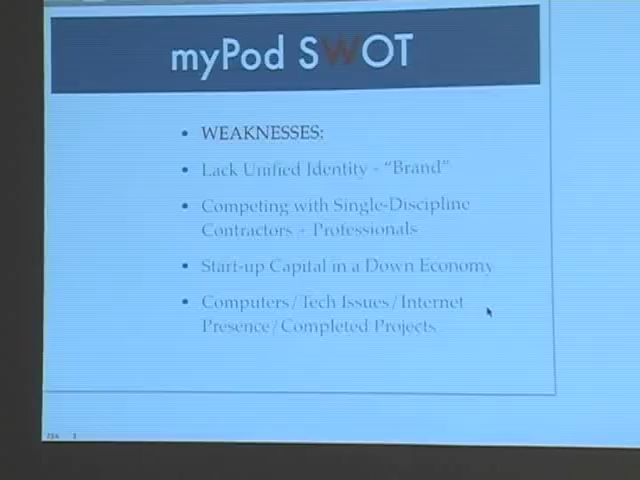 myPod SWOT
• WEAKNESSES:
• Lack Unified Identity - "Brand"
• Competing with Single-Discipline
Contractors + Professionals
• Start-up Capital in a Down Economy
• Computers/Tech Issues/Internet
Presence/Completed Projects